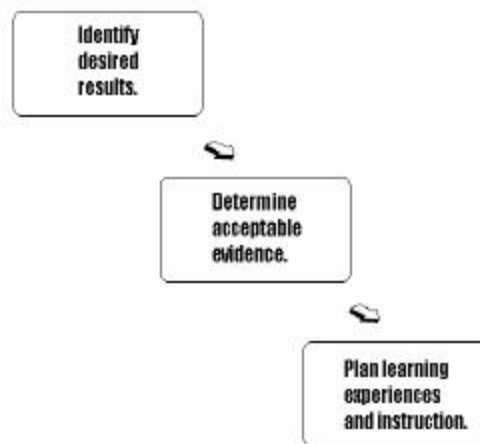 Identify
desired
results.
Determine
acceptable
evidence.
Plan learning
experiences
and instruction.